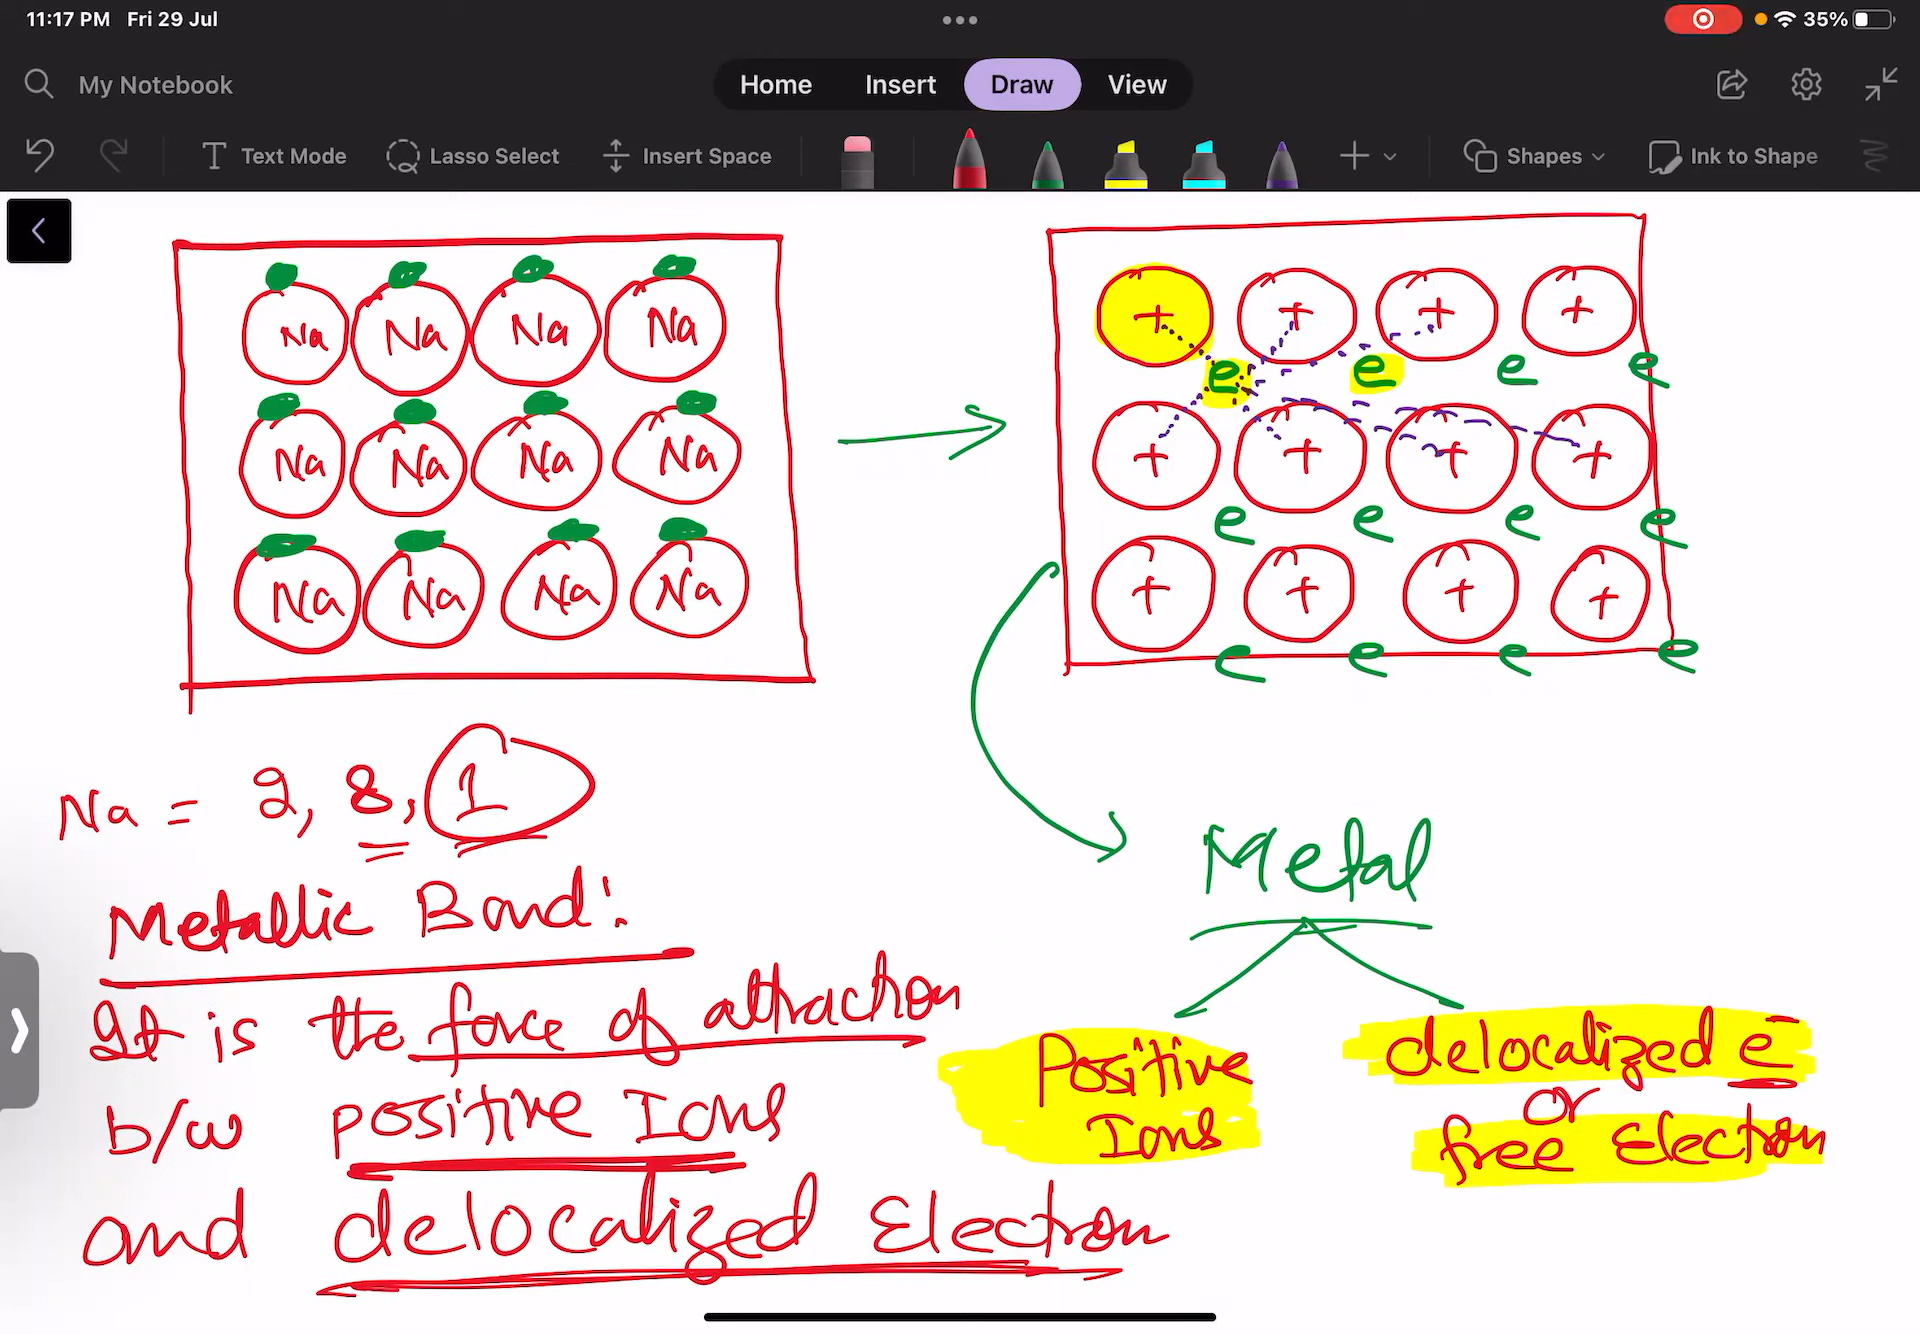 11:17 PM Fri 29 Jul
35%
My Notebook
Home Insert Draw View
Text Mode Lasso Select Insert Space Shapes Ink to Shape
Na Na Na Na
Na Na Na Na
Na Na Na Na
+ + + +
e e e e
+ + + +
e e e e
+ + + +
e e e e
Na = 2, 8, 1
Metallic Bond:
It is the force of attraction
b/w positive Ions
and delocalized Electron
Metal
Positive
Ions
delocalized e-
or
free Electron